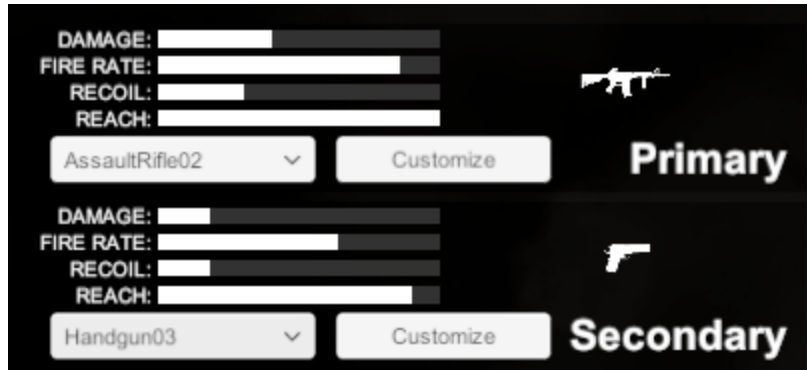 DAMAGE:
FIRE RATE:
RECOIL:
REACH:
AssaultRifle02 Customize Primary
DAMAGE:
FIRE RATE:
RECOIL:
REACH:
Handgun03 Customize Secondary